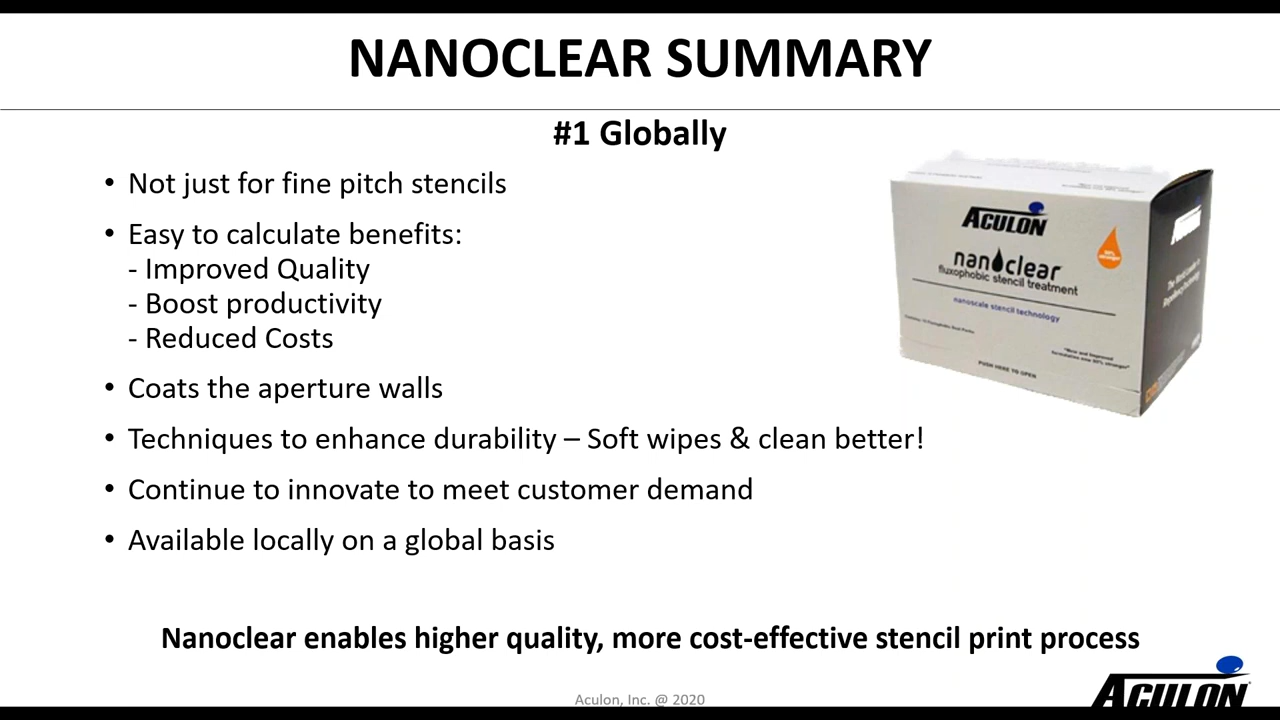 NANOCLEAR SUMMARY
#1 Globally
• Not just for fine pitch stencils
• Easy to calculate benefits:
- Improved Quality
- Boost productivity
- Reduced Costs
• Coats the aperture walls
• Techniques to enhance durability – Soft wipes & clean better!
• Continue to innovate to meet customer demand
• Available locally on a global basis
ACULON
nanoclear
fluxophobic stencil treatment
nanoscale stencil technology
PUSH HERE TO OPEN
Nanoclear enables higher quality, more cost-effective stencil print process
Aculon, Inc. @ 2020
ACULON